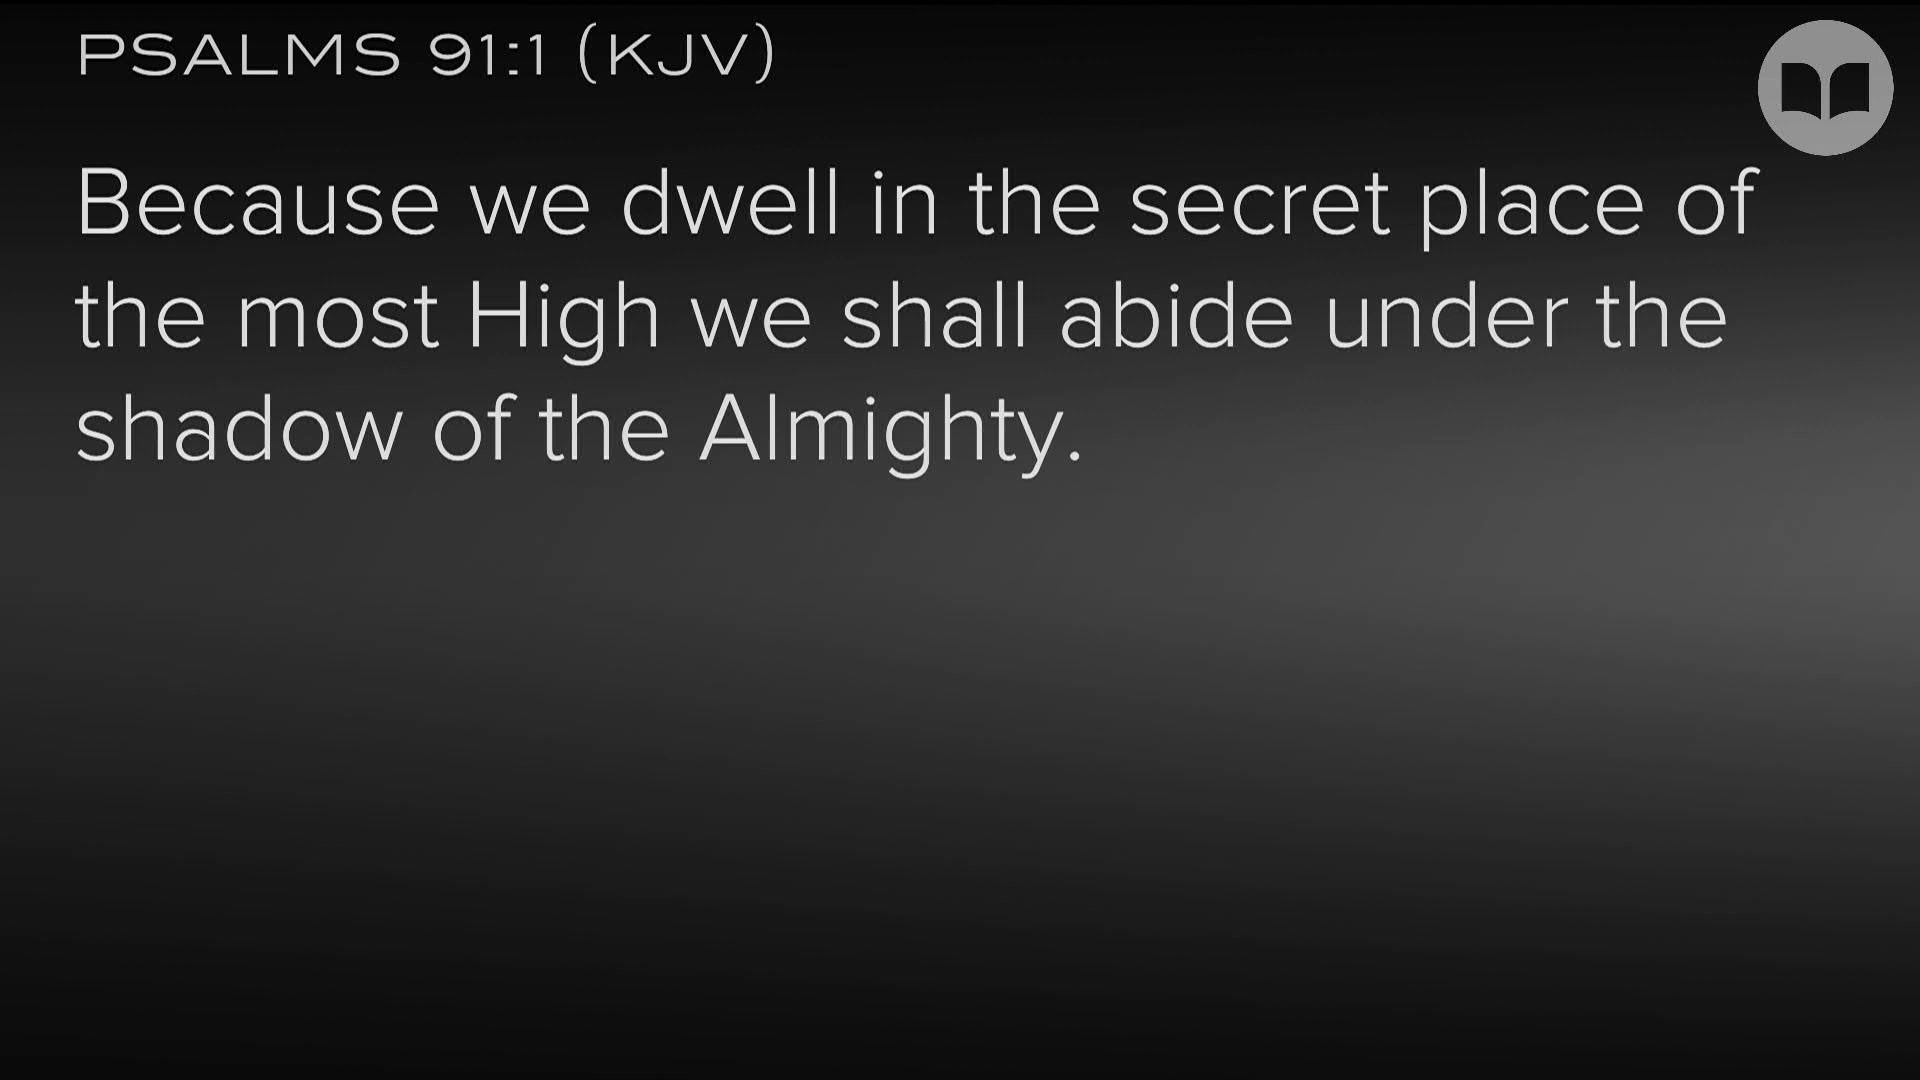 PSALMS 91:1 (KJV)
Because we dwell in the secret place of
the most High we shall abide under the
shadow of the Almighty.